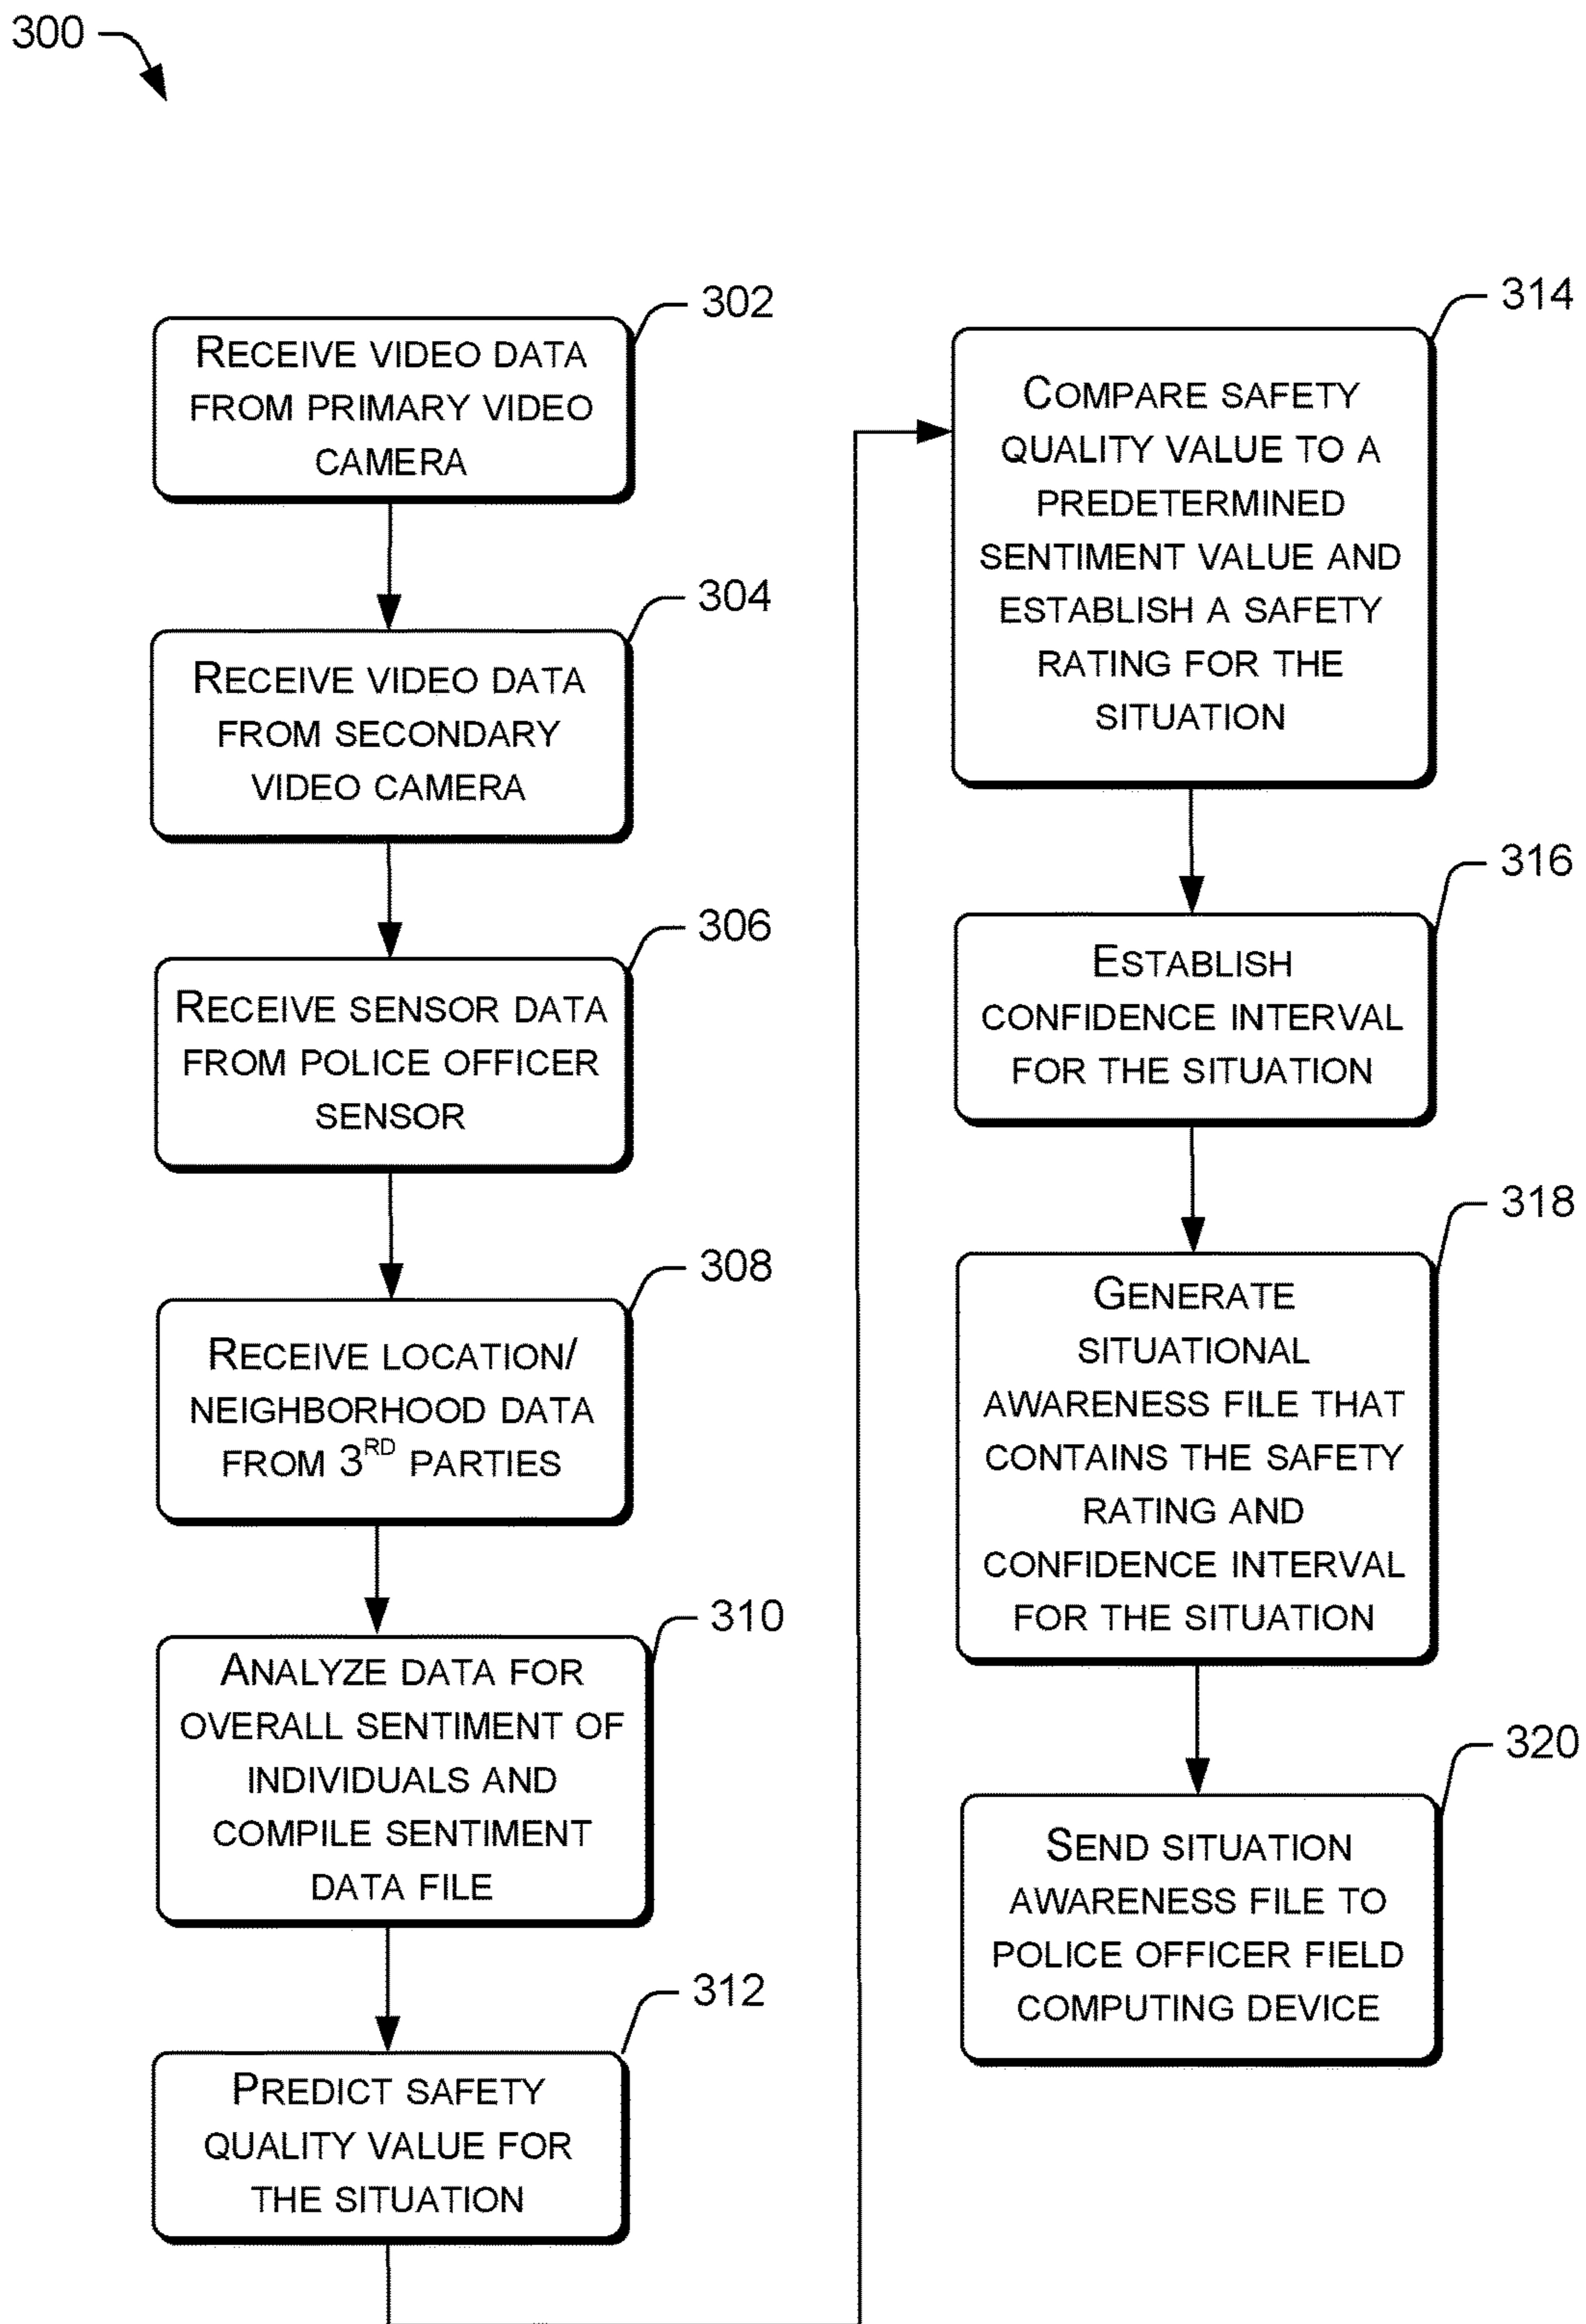 300
302
RECEIVE VIDEO DATA
FROM PRIMARY VIDEO
CAMERA
304
RECEIVE VIDEO DATA
FROM SECONDARY
VIDEO CAMERA
306
RECEIVE SENSOR DATA
FROM POLICE OFFICER
SENSOR
308
RECEIVE LOCATION/
NEIGHBORHOOD DATA
FROM 3RD PARTIES
310
ANALYZE DATA FOR
OVERALL SENTIMENT OF
INDIVIDUALS AND
COMPILE SENTIMENT
DATA FILE
312
PREDICT SAFETY
QUALITY VALUE FOR
THE SITUATION
314
COMPARE SAFETY
QUALITY VALUE TO A
PREDETERMINED
SENTIMENT VALUE AND
ESTABLISH A SAFETY
RATING FOR THE
SITUATION
316
ESTABLISH
CONFIDENCE INTERVAL
FOR THE SITUATION
318
GENERATE
SITUATIONAL
AWARENESS FILE THAT
CONTAINS THE SAFETY
RATING AND
CONFIDENCE INTERVAL
FOR THE SITUATION
320
SEND SITUATION
AWARENESS FILE TO
POLICE OFFICER FIELD
COMPUTING DEVICE